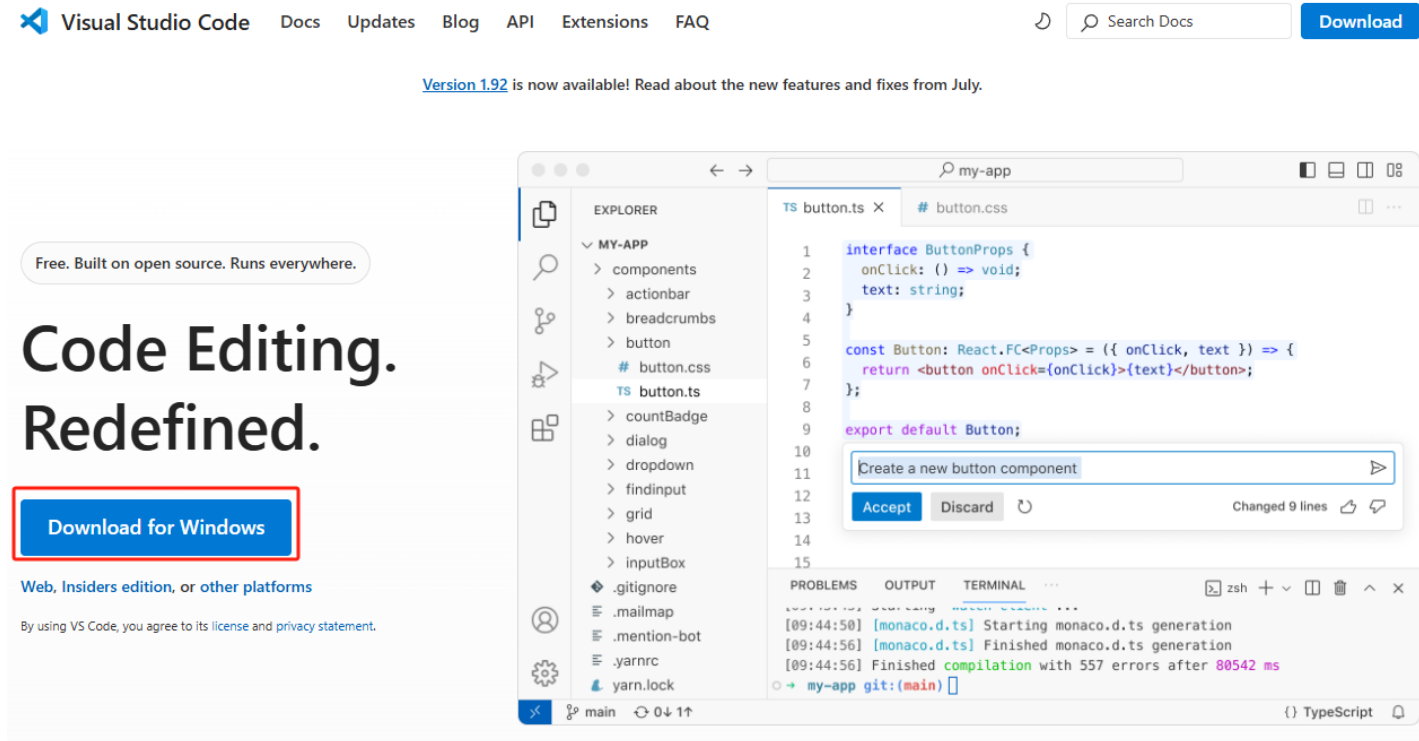 Visual Studio Code Docs Updates Blog API Extensions FAQ Search Docs Download
Version 1.92 is now available! Read about the new features and fixes from July.
Free. Built on open source. Runs everywhere.
Code Editing.
Redefined.
Download for Windows
Web, Insiders edition, or other platforms
By using VS Code, you agree to its license and privacy statement.
my-app
EXPLORER
MY-APP
components
actionbar
breadcrumbs
button
# button.css
TS button.ts
countBadge
dialog
dropdown
findinput
grid
hover
inputBox
.gitignore
.mailmap
.mention-bot
.yarnrc
yarn.lock
TS button.ts # button.css
1 interface ButtonProps {
2 onClick: () => void;
3 text: string;
4 }
5
6 const Button: React.FC<Props> = ({ onClick, text }) => {
7 return <button onClick={onClick}>{text}</button>;
8 };
9
10 export default Button;
11
12
13
14
15
Create a new button component
Accept Discard Changed 9 lines
PROBLEMS OUTPUT TERMINAL ··· zsh
[09:44:50] [monaco.d.ts] Starting monaco.d.ts generation
[09:44:56] [monaco.d.ts] Finished monaco.d.ts generation
[09:44:56] Finished compilation with 557 errors after 80542 ms
my-app git:(main)
main 0↓ 1↑ {} TypeScript